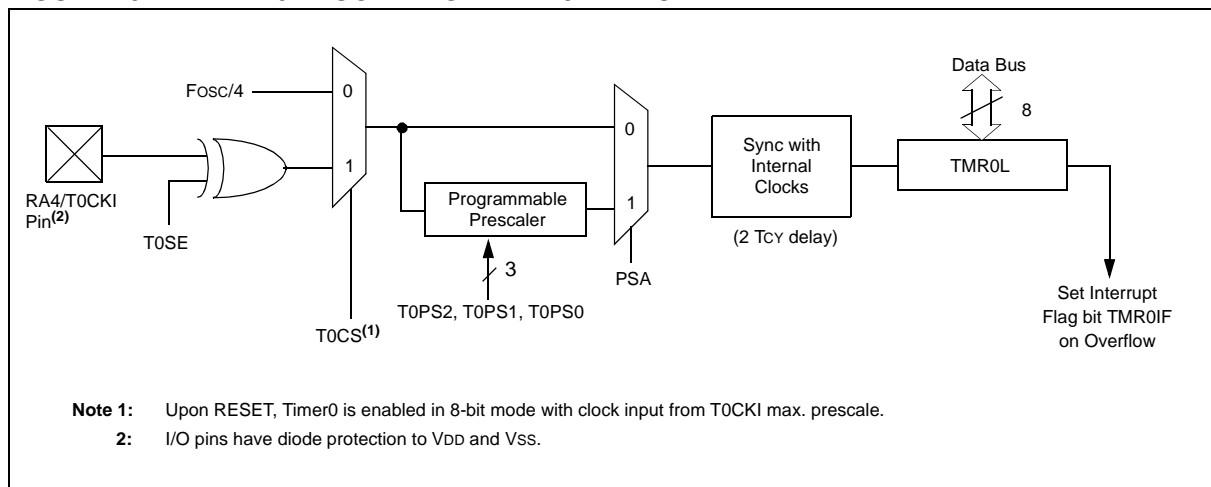 Data Bus
8
FOSC/4
0
1
0
1
RA4/T0CKI
Pin(2)
T0SE
T0CS(1)
Programmable
Prescaler
3
T0PS2, T0PS1, T0PS0
PSA
Sync with
Internal
Clocks
(2 TCY delay)
TMR0L
Set Interrupt
Flag bit TMR0IF
on Overflow
Note 1: Upon RESET, Timer0 is enabled in 8-bit mode with clock input from T0CKI max. prescale.
2: I/O pins have diode protection to VDD and VSS.